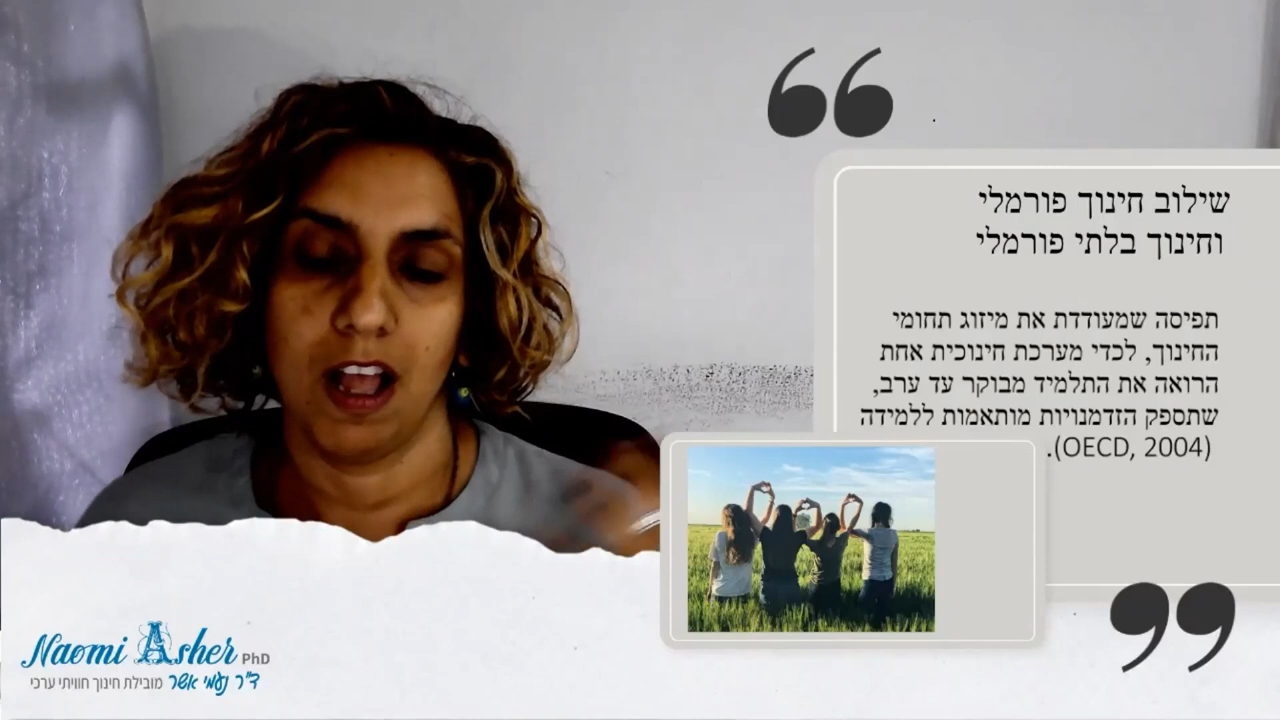 שילוב חינוך פורמלי
וחינוך בלתי פורמלי
תפיסה שמעודדת את מיזוג תחומי
החינוך, לכדי מערכת חינוכית אחת
הרואה את התלמיד מבוקר עד ערב,
שתספק הזדמנויות מותאמות ללמידה
(OECD, 2004).
Naomi Asher PhD
ד"ר נעמי אשר מובילת חינוך חוויתי ערכי